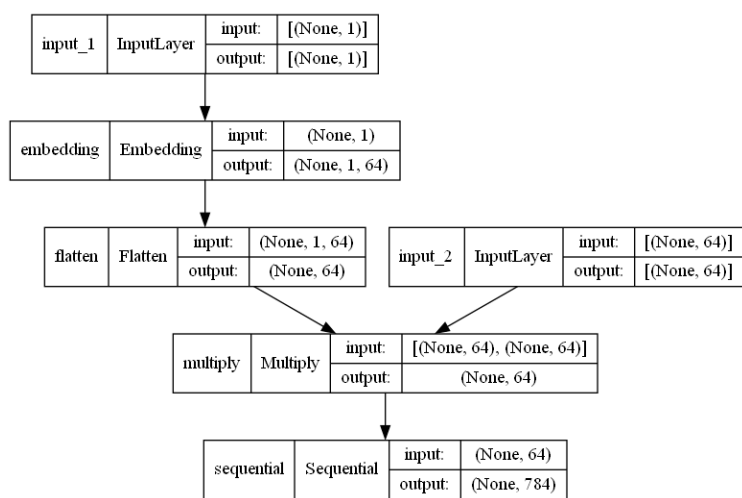 input_1 InputLayer input: [(None, 1)]
output: [(None, 1)]
embedding Embedding input: (None, 1)
output: (None, 1, 64)
flatten Flatten input: (None, 1, 64)
output: (None, 64)
input_2 InputLayer input: [(None, 64)]
output: [(None, 64)]
multiply Multiply input: [(None, 64), (None, 64)]
output: (None, 64)
sequential Sequential input: (None, 64)
output: (None, 784)